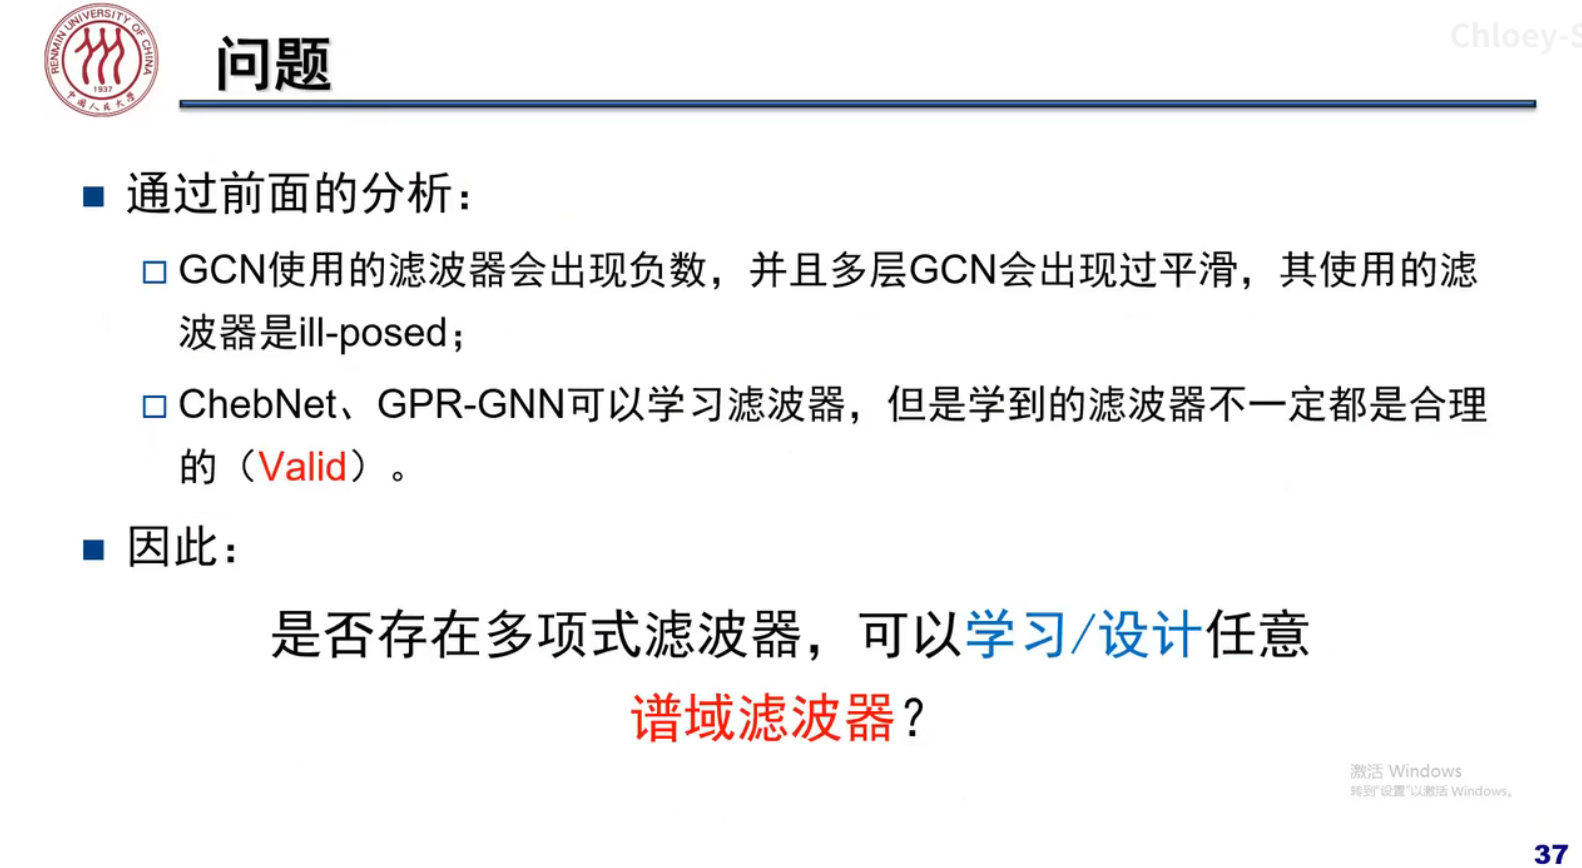 RENMIN UNIVERSITY OF CHINA
1937
中国人民大学
Chloey-S
问题
通过前面的分析：
GCN使用的滤波器会出现负数，并且多层GCN会出现过平滑，其使用的滤
波器是ill-posed；
ChebNet、GPR-GNN可以学习滤波器，但是学到的滤波器不一定都是合理
的（Valid）。
因此：
是否存在多项式滤波器，可以学习/设计任意
谱域滤波器？
激活 Windows
转到"设置"以激活 Windows。
37